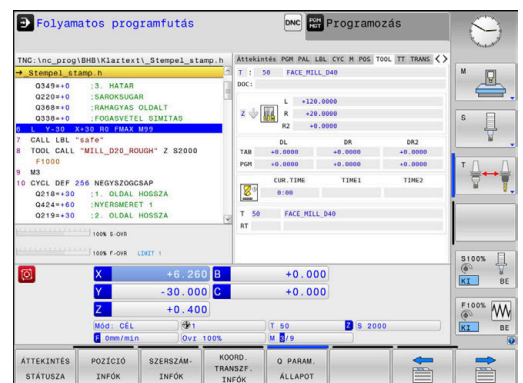 Folyamatos programfutás
DNC
PGM MGT
Programozás
TNC:\nc_prog\BHB\Klartext\_Stempel_stamp.h
→_Stempel_stamp.h
Q349=+0 ;3. HATAR
Q220=+0 ;SAROKSUGAR
Q368=+0 ;RAHAGYAS OLDALT
Q338=+0 ;FOGASVETEL SIMITAS
6 L Y-30 X+30 R0 FMAX M99
7 CALL LBL "safe"
8 TOOL CALL "MILL_D20_ROUGH" Z S2000
F1000
9 M3
10 CYCL DEF 256 NEGYSZOGCSAP
Q218=+30 ;1. OLDAL HOSSZA
Q424=+60 ;NYERSMERET 1
Q219=+30 ;2. OLDAL HOSSZA
100% S-OVR
100% F-OVR LIMIT 1
Áttekintés PGM PAL LBL CYC M POS TOOL TT TRANS
T : 50 FACE_MILL_D40
DOC:
Z
L +120.0000
R +20.0000
R2 +0.0000
DL DR DR2
TAB +0.0000 +0.0000 +0.0000
PGM +0.0000 +0.0000 +0.0000
CUR.TIME TIME1 TIME2
0:00
T 50 FACE_MILL_D40
RT
X +6.260 B +0.000
Y -30.000 C +0.000
Z +0.400
Mód: CÉL 1 T 50 Z S 2000
F 0mm/min Ovr 100% M 5/9
M
S
T
S100%
KI BE
F100%
KI BE
ÁTTEKINTÉS
STÁTUSZA
POZÍCIÓ
INFÓK
SZERSZÁM-
INFÓK
KOORD.
TRANSZF.
INFÓK
Q PARAM.
ÁLLAPOT